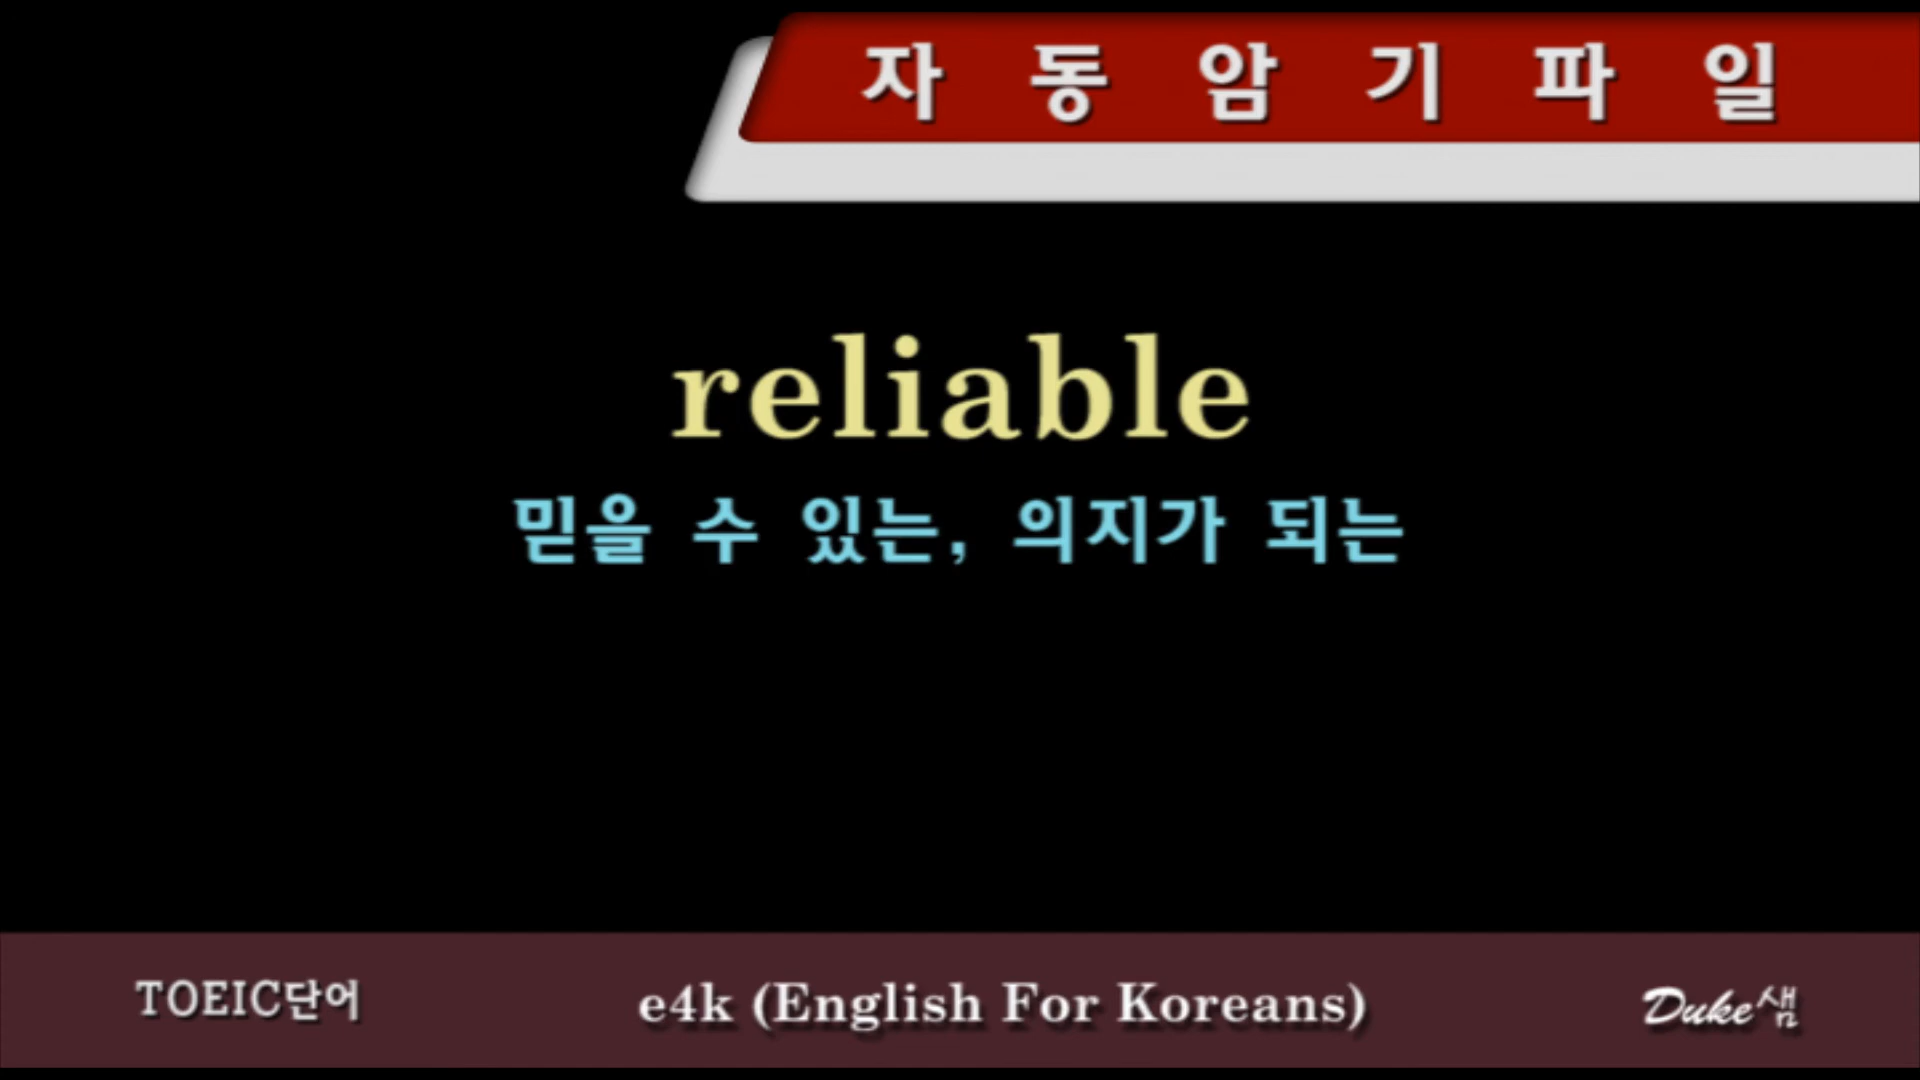 자 동 암 기 파 일
reliable
믿을 수 있는, 의지가 되는
TOEIC단어
e4k (English For Koreans)
Duke샘